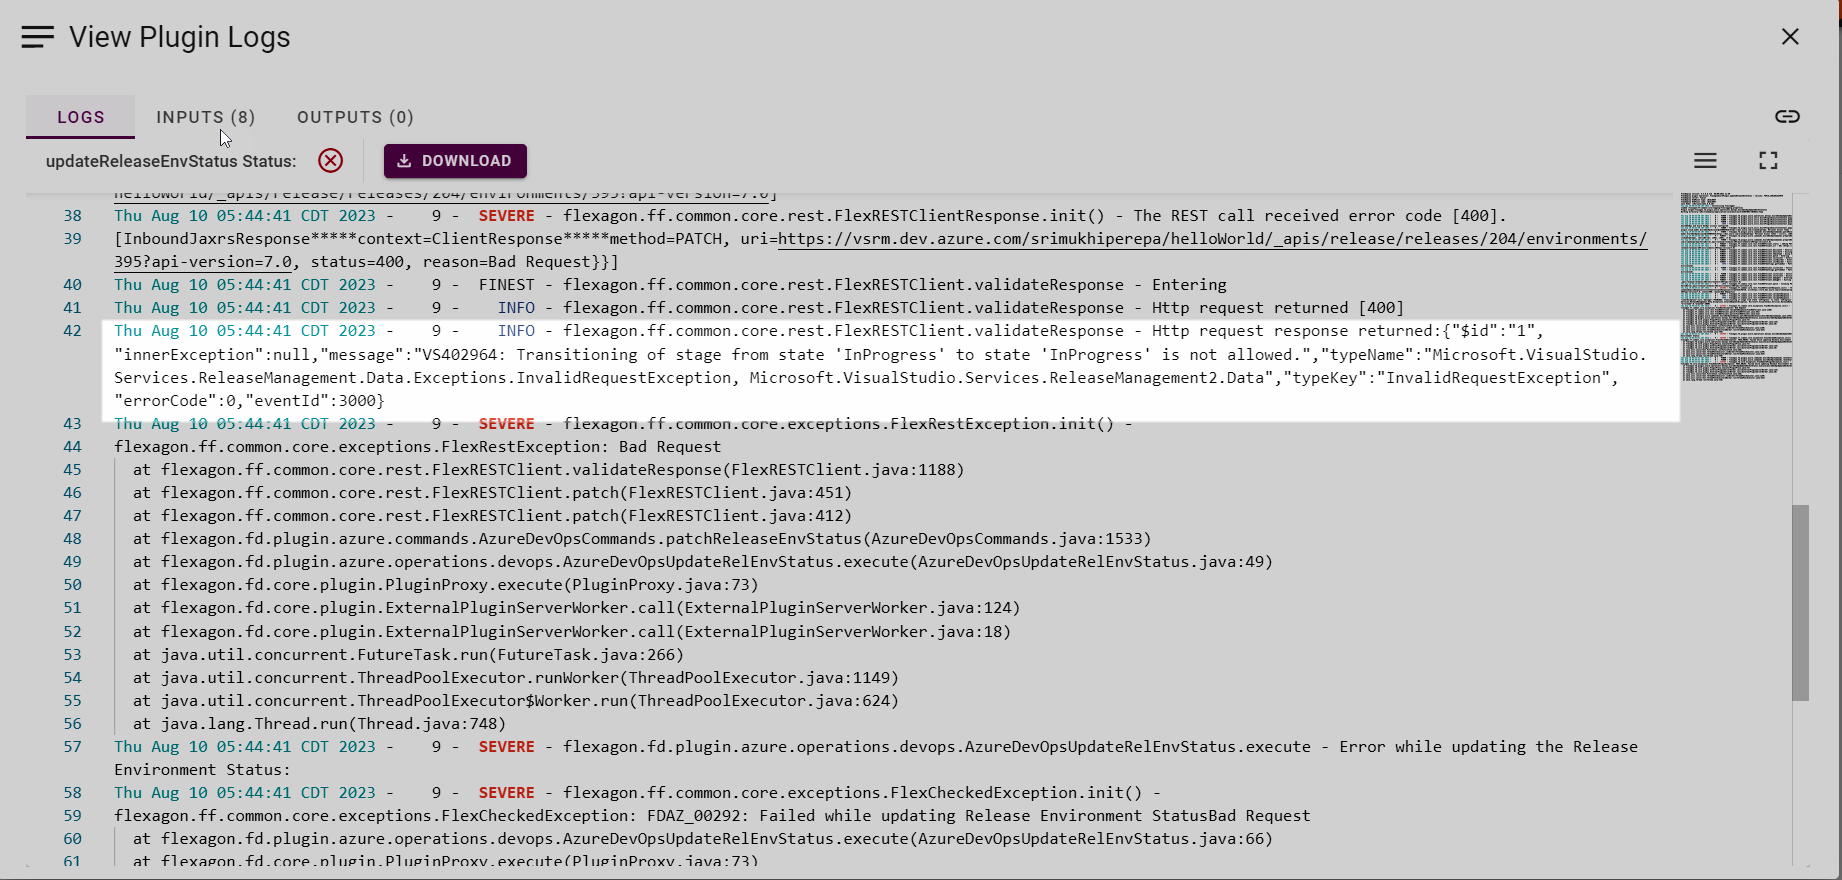 View Plugin Logs
LOGS INPUTS (8) OUTPUTS (0)
updateReleaseEnvStatus Status: DOWNLOAD
helloWorld/_apis/release/releases/204/environments/395?api-version=7.0]
38 Thu Aug 10 05:44:41 CDT 2023 - 9 - SEVERE - flexagon.ff.common.core.rest.FlexRESTClientResponse.init() - The REST call received error code [400].
39 [InboundJaxrsResponse*****context=ClientResponse*****method=PATCH, uri=https://vsrm.dev.azure.com/srimukhiperepa/helloWorld/_apis/release/releases/204/environments/
395?api-version=7.0, status=400, reason=Bad Request}}]
40 Thu Aug 10 05:44:41 CDT 2023 - 9 - FINEST - flexagon.ff.common.core.rest.FlexRESTClient.validateResponse - Entering
41 Thu Aug 10 05:44:41 CDT 2023 - 9 - INFO - flexagon.ff.common.core.rest.FlexRESTClient.validateResponse - Http request returned [400]
42 Thu Aug 10 05:44:41 CDT 2023 - 9 - INFO - flexagon.ff.common.core.rest.FlexRESTClient.validateResponse - Http request response returned:{"$id":"1",
"innerException":null,"message":"VS402964: Transitioning of stage from state 'InProgress' to state 'InProgress' is not allowed.","typeName":"Microsoft.VisualStudio.
Services.ReleaseManagement.Data.Exceptions.InvalidRequestException, Microsoft.VisualStudio.Services.ReleaseManagement2.Data","typeKey":"InvalidRequestException",
"errorCode":0,"eventId":3000}
43 Thu Aug 10 05:44:41 CDT 2023 - 9 - SEVERE - flexagon.ff.common.core.exceptions.FlexRestException.init() -
44 flexagon.ff.common.core.exceptions.FlexRestException: Bad Request
45 at flexagon.ff.common.core.rest.FlexRESTClient.validateResponse(FlexRESTClient.java:1188)
46 at flexagon.ff.common.core.rest.FlexRESTClient.patch(FlexRESTClient.java:451)
47 at flexagon.ff.common.core.rest.FlexRESTClient.patch(FlexRESTClient.java:412)
48 at flexagon.fd.plugin.azure.commands.AzureDevOpsCommands.patchReleaseEnvStatus(AzureDevOpsCommands.java:1533)
49 at flexagon.fd.plugin.azure.operations.devops.AzureDevOpsUpdateRelEnvStatus.execute(AzureDevOpsUpdateRelEnvStatus.java:49)
50 at flexagon.fd.core.plugin.PluginProxy.execute(PluginProxy.java:73)
51 at flexagon.fd.core.plugin.ExternalPluginServerWorker.call(ExternalPluginServerWorker.java:124)
52 at flexagon.fd.core.plugin.ExternalPluginServerWorker.call(ExternalPluginServerWorker.java:18)
53 at java.util.concurrent.FutureTask.run(FutureTask.java:266)
54 at java.util.concurrent.ThreadPoolExecutor.runWorker(ThreadPoolExecutor.java:1149)
55 at java.util.concurrent.ThreadPoolExecutor$Worker.run(ThreadPoolExecutor.java:624)
56 at java.lang.Thread.run(Thread.java:748)
57 Thu Aug 10 05:44:41 CDT 2023 - 9 - SEVERE - flexagon.fd.plugin.azure.operations.devops.AzureDevOpsUpdateRelEnvStatus.execute - Error while updating the Release
Environment Status:
58 Thu Aug 10 05:44:41 CDT 2023 - 9 - SEVERE - flexagon.ff.common.core.exceptions.FlexCheckedException.init() -
59 flexagon.ff.common.core.exceptions.FlexCheckedException: FDAZ_00292: Failed while updating Release Environment StatusBad Request
60 at flexagon.fd.plugin.azure.operations.devops.AzureDevOpsUpdateRelEnvStatus.execute(AzureDevOpsUpdateRelEnvStatus.java:66)
61 at flexagon.fd.core.plugin.PluginProxy.execute(PluginProxy.java:73)